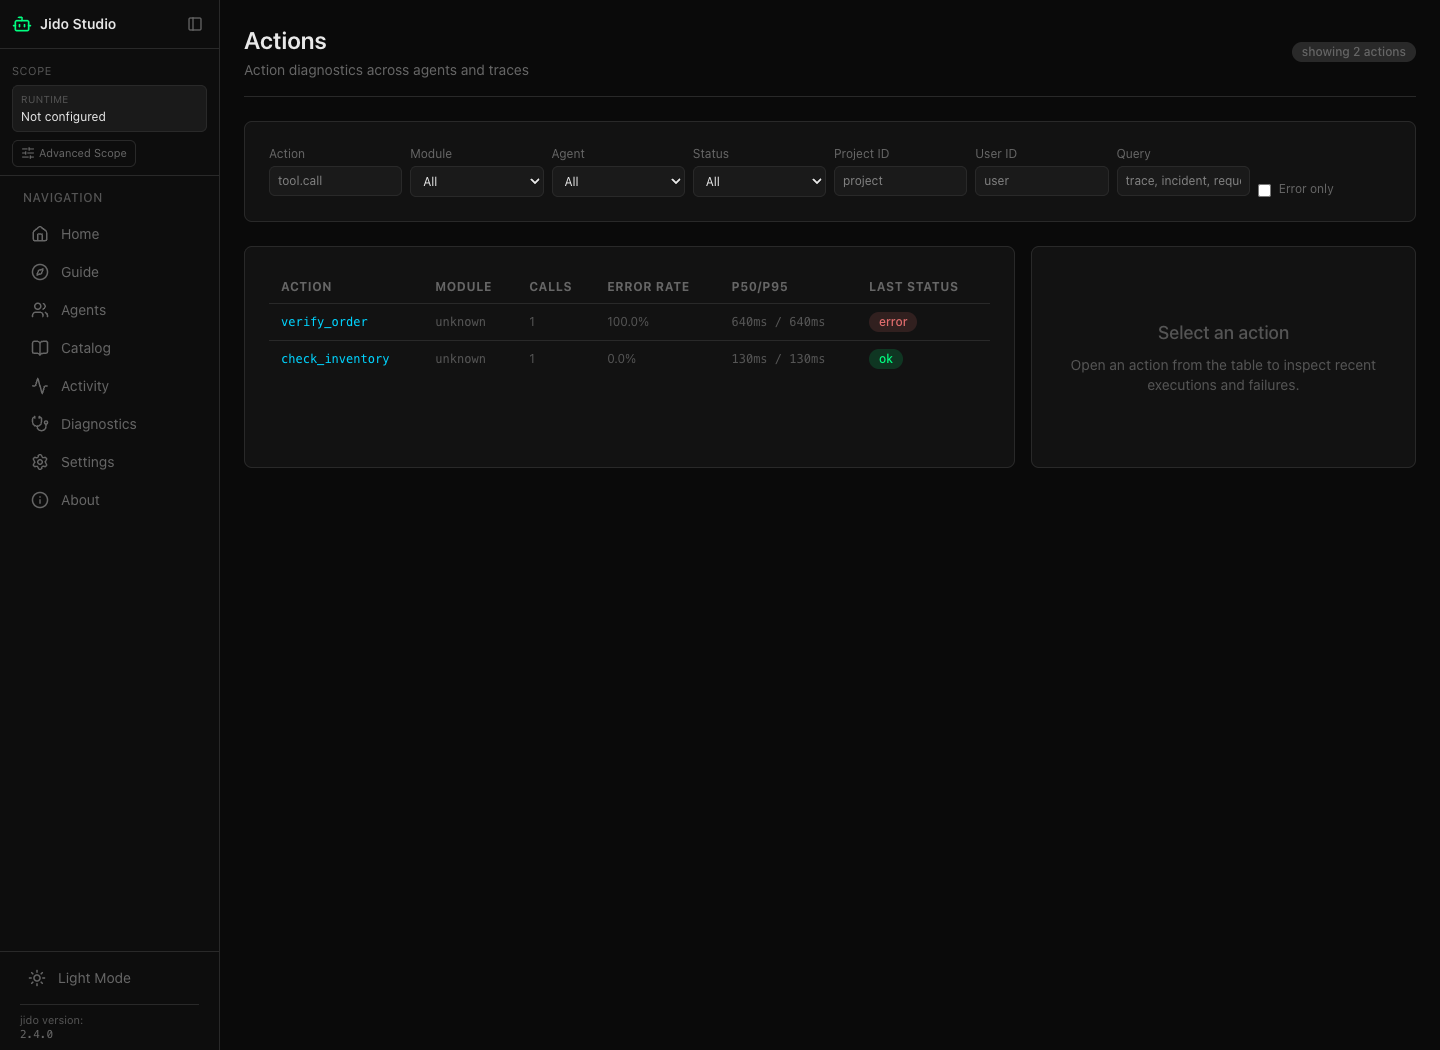 Jido Studio
SCOPE
RUNTIME
Not configured
Advanced Scope
NAVIGATION
Home
Guide
Agents
Catalog
Activity
Diagnostics
Settings
About
Light Mode
jido version:
2.4.0
Actions
Action diagnostics across agents and traces
showing 2 actions
Action Module Agent Status Project ID User ID Query
tool.call All All All project user trace, incident, requ Error only
ACTION MODULE CALLS ERROR RATE P50/P95 LAST STATUS
verify_order unknown 1 100.0% 640ms / 640ms error
check_inventory unknown 1 0.0% 130ms / 130ms ok
Select an action
Open an action from the table to inspect recent
executions and failures.